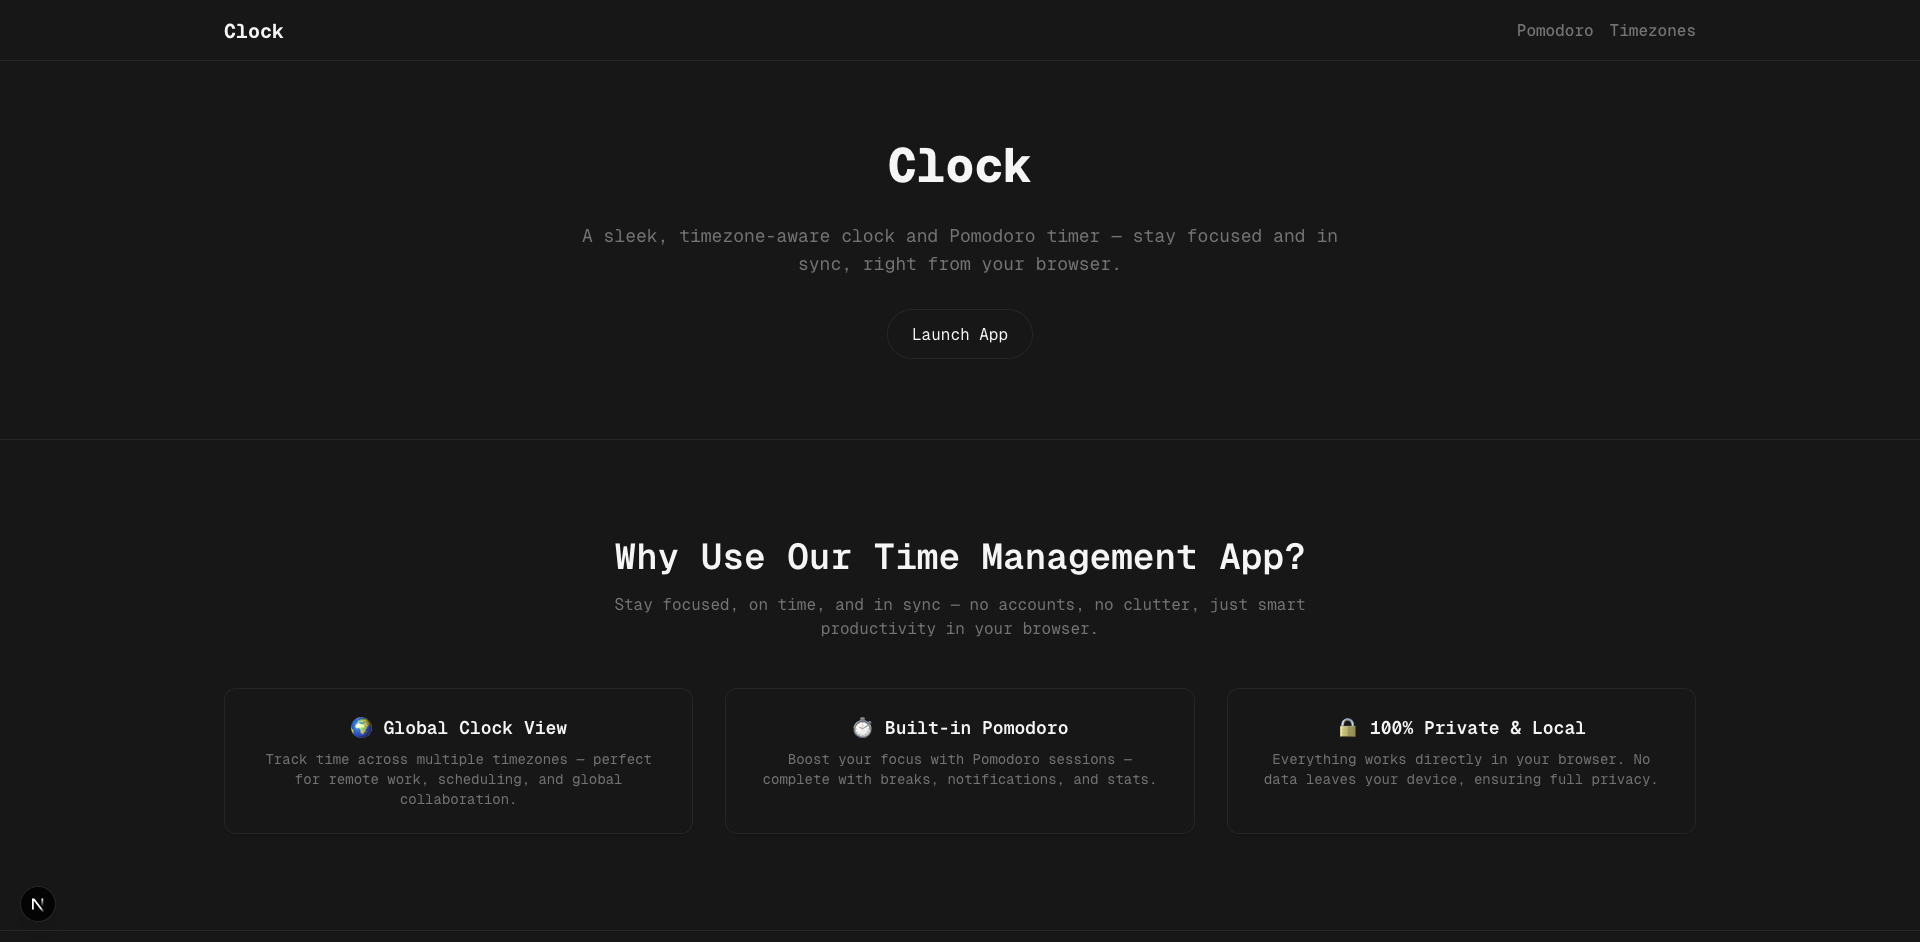 Clock
Pomodoro Timezones
Clock
A sleek, timezone-aware clock and Pomodoro timer — stay focused and in
sync, right from your browser.
Launch App
Why Use Our Time Management App?
Stay focused, on time, and in sync — no accounts, no clutter, just smart
productivity in your browser.
🌍 Global Clock View
Track time across multiple timezones — perfect
for remote work, scheduling, and global
collaboration.
⏱️ Built-in Pomodoro
Boost your focus with Pomodoro sessions —
complete with breaks, notifications, and stats.
🔒 100% Private & Local
Everything works directly in your browser. No
data leaves your device, ensuring full privacy.
N